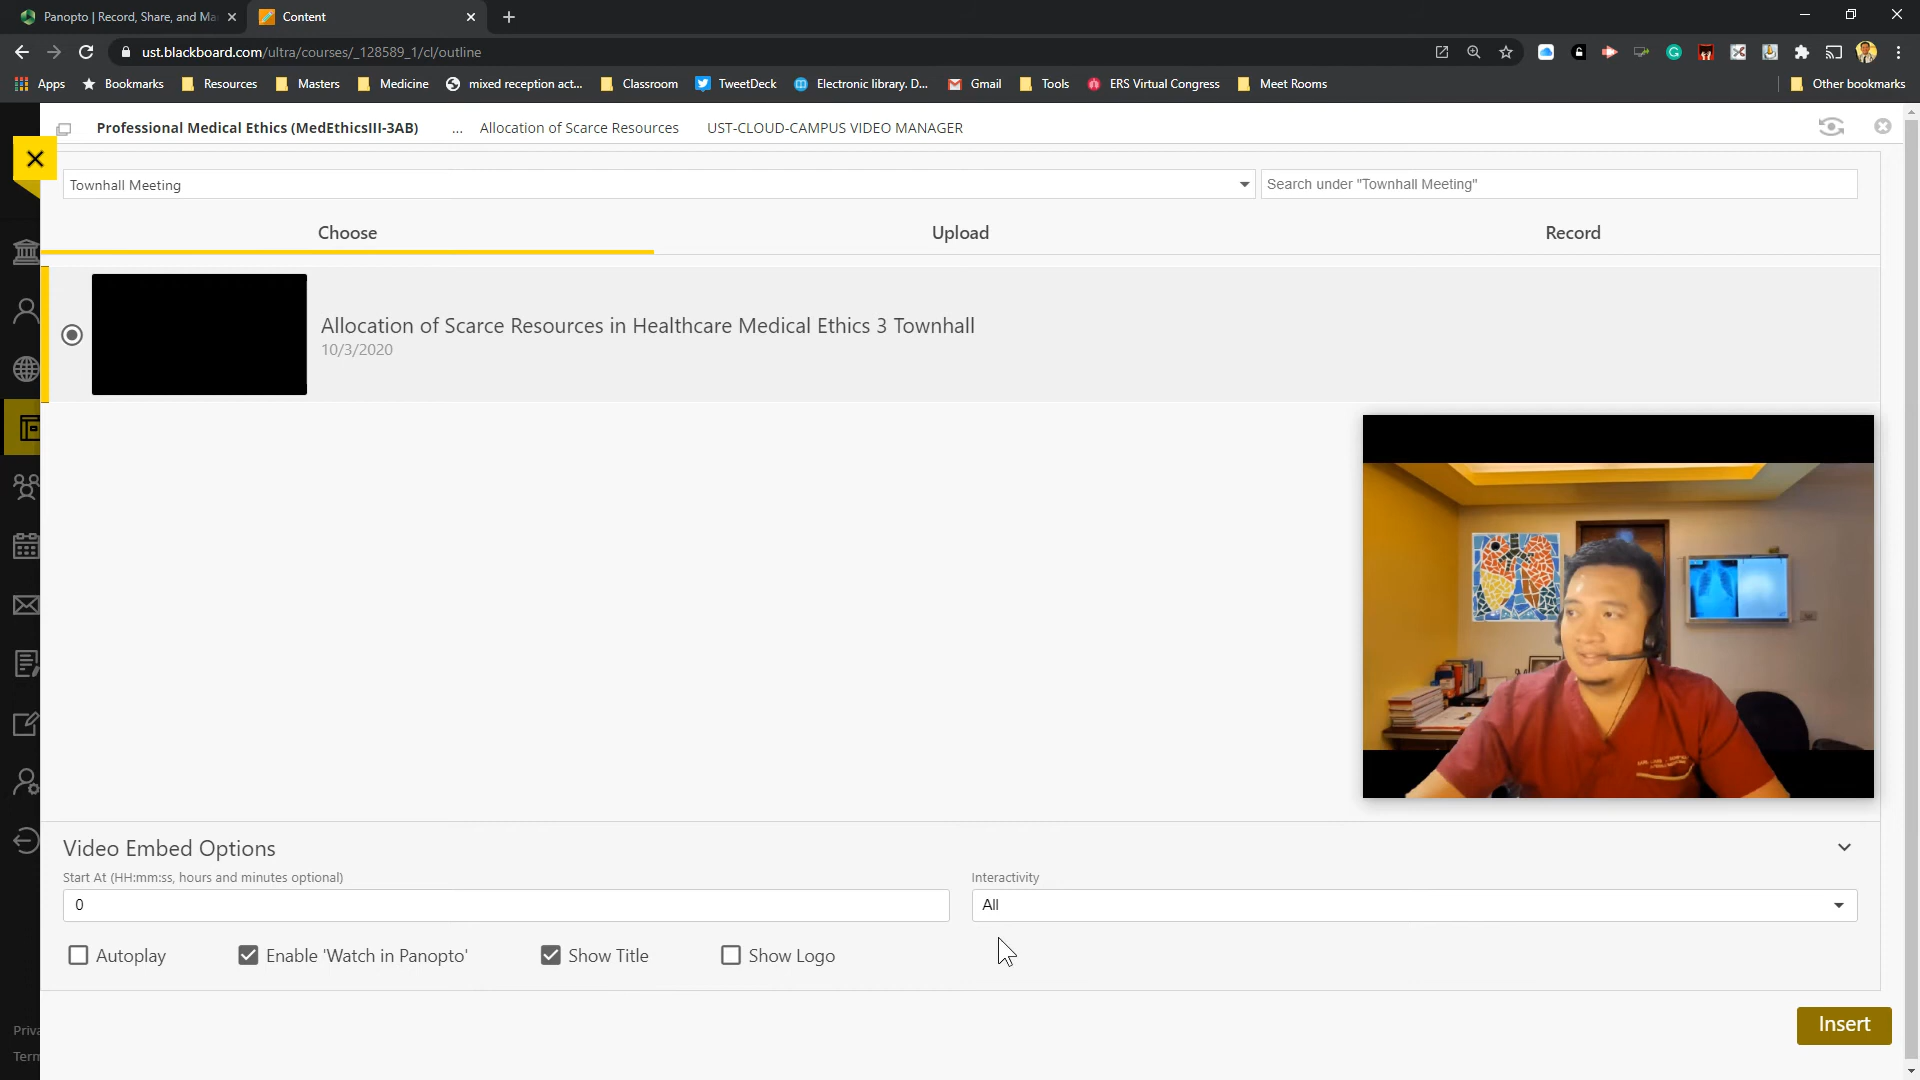 Panopto | Record, Share, and Ma
Content
ust.blackboard.com/ultra/courses/_128589_1/cl/outline
Apps
Bookmarks
Resources
Masters
Medicine
mixed reception act...
Classroom
TweetDeck
Electronic library. D...
Gmail
Tools
ERS Virtual Congress
Meet Rooms
Other bookmarks
Professional Medical Ethics (MedEthicsIII-3AB)
...
Allocation of Scarce Resources
UST-CLOUD-CAMPUS VIDEO MANAGER
Townhall Meeting
Search under "Townhall Meeting"
Choose
Upload
Record
Allocation of Scarce Resources in Healthcare Medical Ethics 3 Townhall
10/3/2020
Video Embed Options
Start At (HH:mm:ss, hours and minutes optional)
Interactivity
0
All
Autoplay
Enable 'Watch in Panopto'
Show Title
Show Logo
Priva
Term
Insert